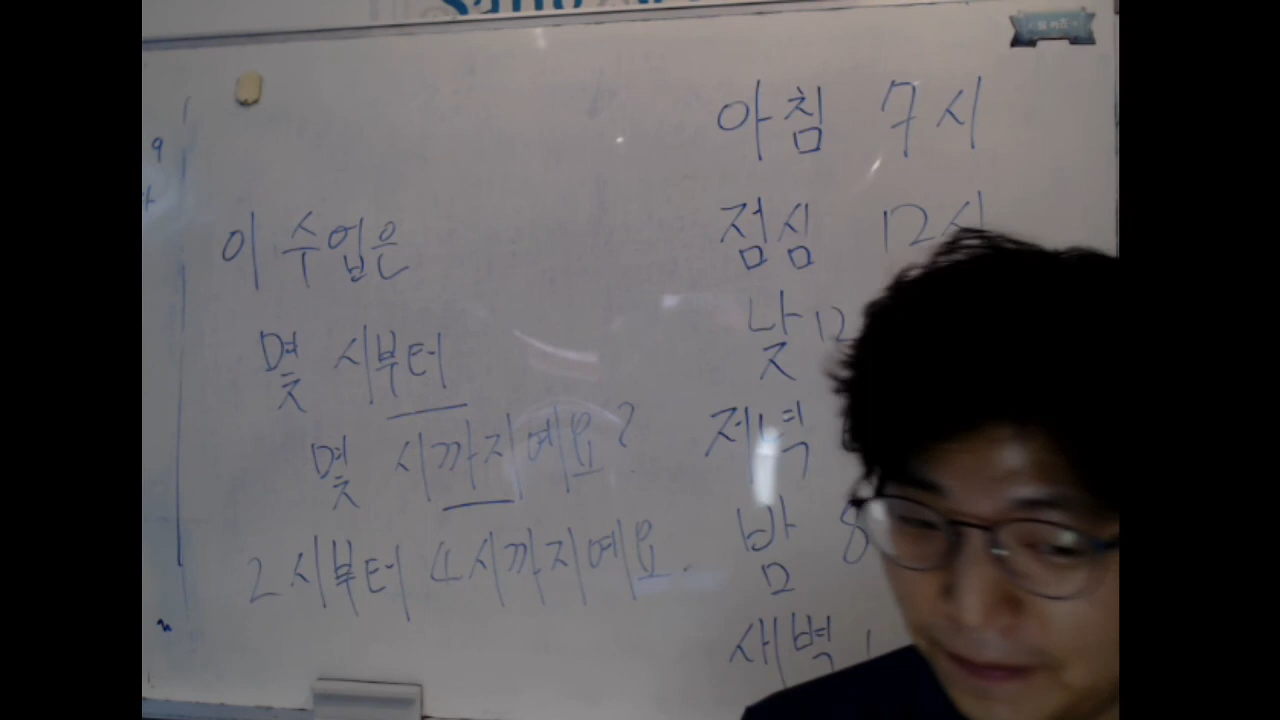 이 수업은
몇 시부터
몇 시까지예요?
2시부터 4시까지예요.
아침 7시
점심 12시
낮 12
저녁
밤 8
새벽 1
9